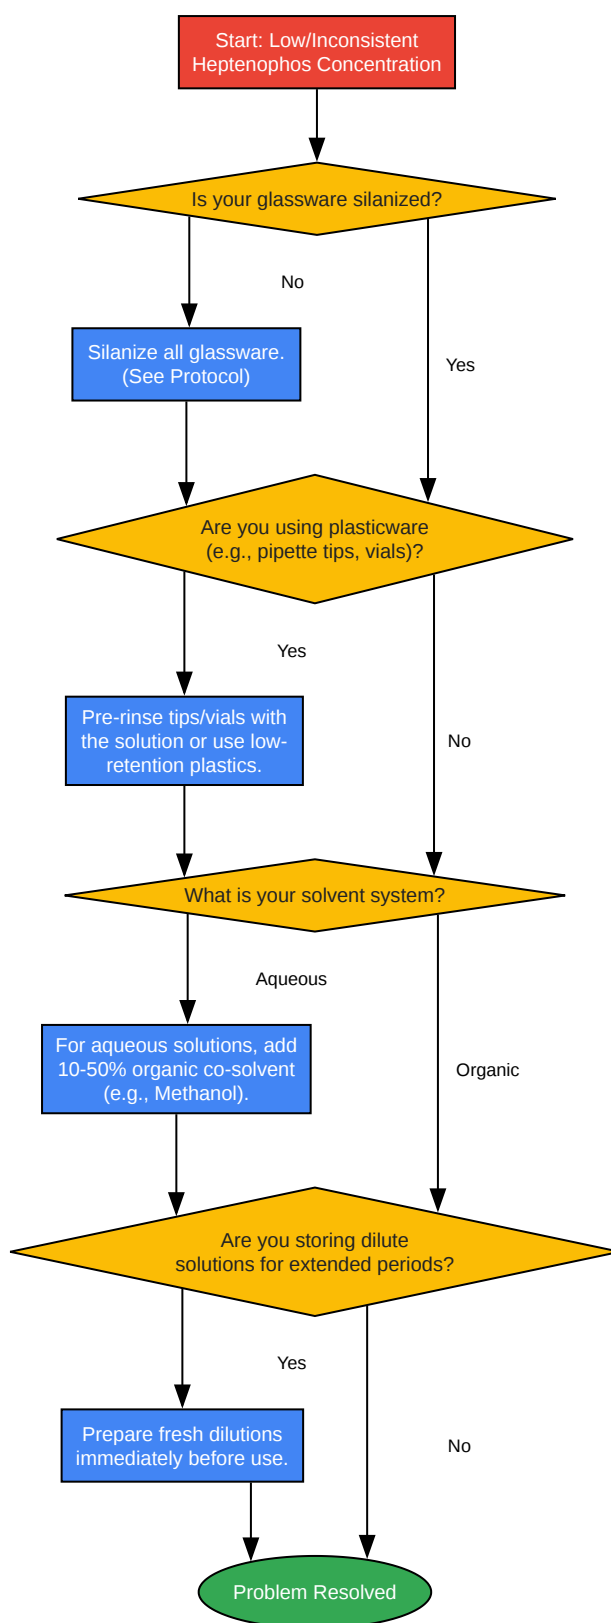 Start: Low/Inconsistent
Heptenophos Concentration
Is your glassware silanized?
No
Silanize all glassware.
(See Protocol)
Yes
Are you using plasticware
(e.g., pipette tips, vials)?
Yes
Pre-rinse tips/vials with
the solution or use low-
retention plastics.
No
What is your solvent system?
Aqueous
For aqueous solutions, add
10-50% organic co-solvent
(e.g., Methanol).
Organic
Are you storing dilute
solutions for extended periods?
Yes
Prepare fresh dilutions
immediately before use.
No
Problem Resolved